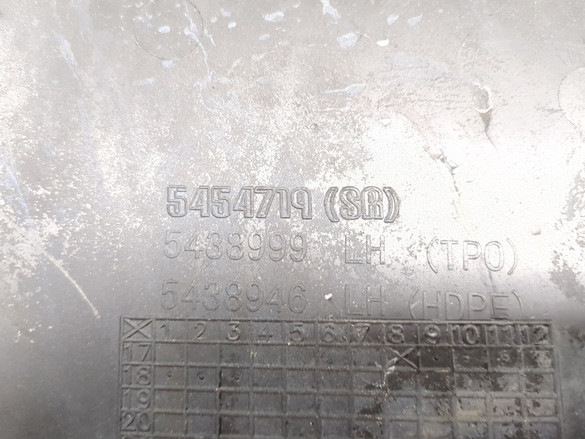 5454719 (SR)
5438999 LH (TPO)
5438946 LH (HDPE)
X 1 2 3 4 5 6 7 8 9 10 11 12
17
18
19
20